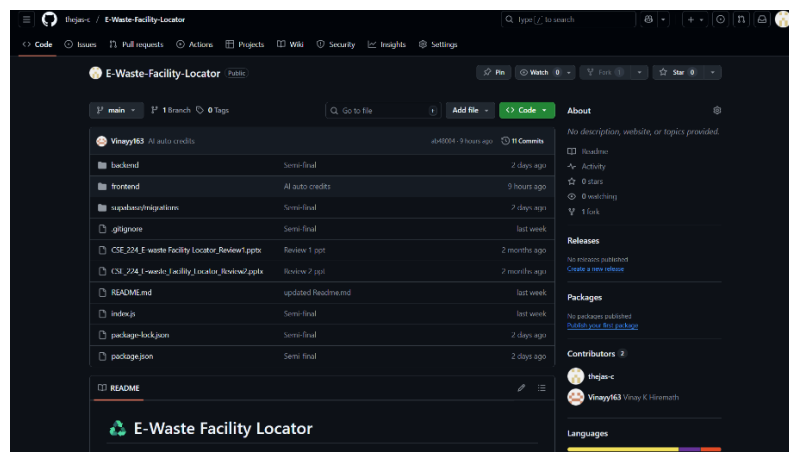 thejas-c / E-Waste-Facility-Locator
Type / to search
Code Issues Pull requests Actions Projects Wiki Security Insights Settings
E-Waste-Facility-Locator Public
Pin Watch 0 Fork 1 Star 0
main 1 Branch 0 Tags Go to file t Add file Code
About
No description, website, or topics provided.
Readme
Activity
0 stars
0 watching
1 fork
Vinayy163 AI auto credits 9 hours ago 11 Commits
backend Semi-final 2 days ago
frontend AI auto credits 9 hours ago
supabase/migrations Semi-final 2 days ago
.gitignore Semi-final last week
CSE_224_E-waste Facility Locator_Review1.pptx Review 1 ppt 2 months ago
CSE_224_E-waste_Facility_Locator_Review2.pptx Review 2 ppt 2 months ago
README.md updated Readme.md last week
index.js Semi-final last week
package-lock.json Semi-final 2 days ago
package.json Semi-final 2 days ago
Releases
No releases published
Create a new release
Packages
No packages published
Publish your first package
Contributors 2
thejas-c
Vinayy163 Vinay K Hiremath
Languages
README
E-Waste Facility Locator